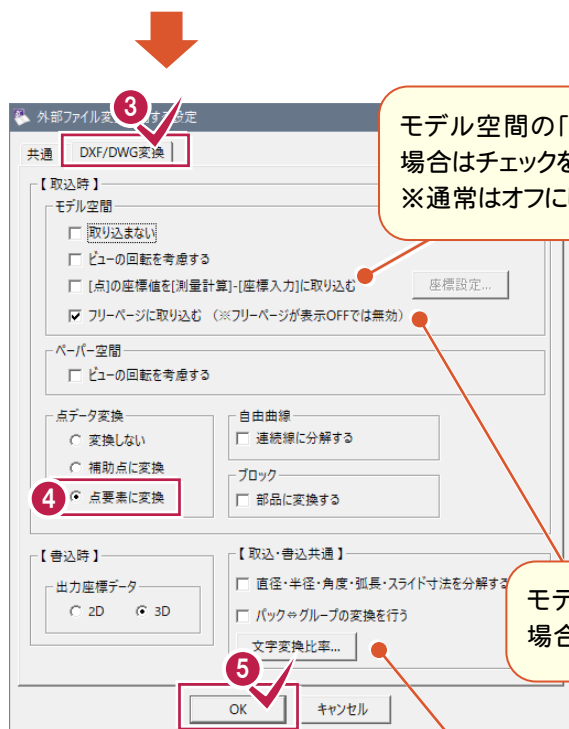 3
外部ファイル変
定
共通 DXF/DWG変換
【 取込時 】
モデル空間
取り込まない
ビューの回転を考慮する
[点]の座標値を[測量計算]-[座標入力]に取り込む
座標設定...
フリーページに取り込む （※フリーページが表示OFFでは無効）
ペーパー空間
ビューの回転を考慮する
点データ変換
変換しない
補助点に変換
4 点要素に変換
自由曲線
連続線に分解する
ブロック
部品に変換する
【 書込時 】
出力座標データ
2D 3D
【 取込・書込共通 】
直径・半径・角度・弧長・スライド寸法を分解する
パック⇔グループの変換を行う
文字変換比率...
5
OK キャンセル
モデル空間の「
場合はチェックを
※通常はオフに
モデ
場合